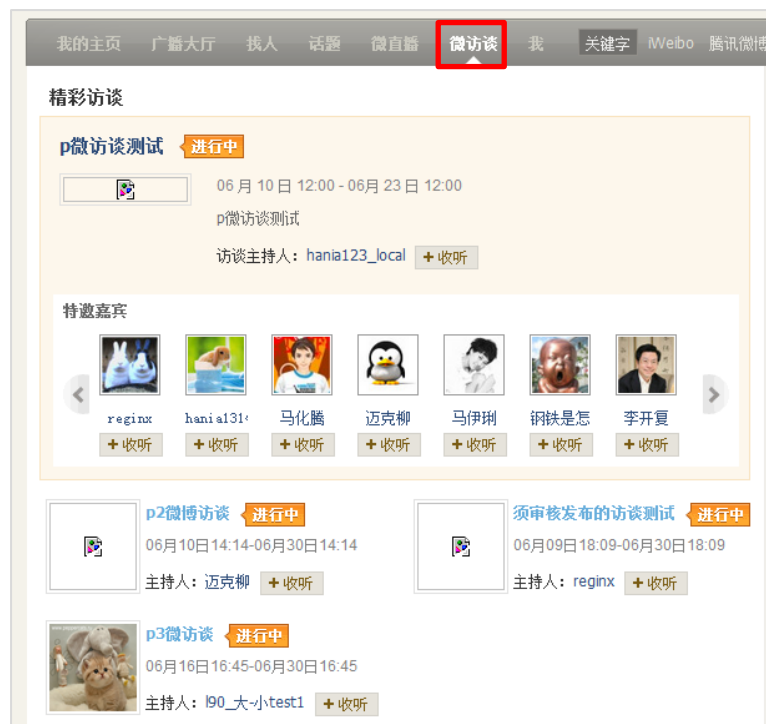 我的主页 广播大厅 找人 话题 微直播 微访谈 我 关键字 iWeibo 腾讯微博
精彩访谈
p微访谈测试 进行中
06 月 10 日 12:00 - 06月 23 日 12:00
p微访谈测试
访谈主持人：hania123_local +收听
特邀嘉宾
reginx hania1314 马化腾 迈克柳 马伊琍 钢铁是怎 李开复
+收听 +收听 +收听 +收听 +收听 +收听 +收听
p2微博访谈 进行中
06月10日14:14-06月30日14:14
主持人：迈克柳 +收听
须审核发布的访谈测试 进行中
06月09日18:09-06月30日18:09
主持人：reginx +收听
p3微访谈 进行中
06月16日16:45-06月30日16:45
主持人：l90_大-小test1 +收听